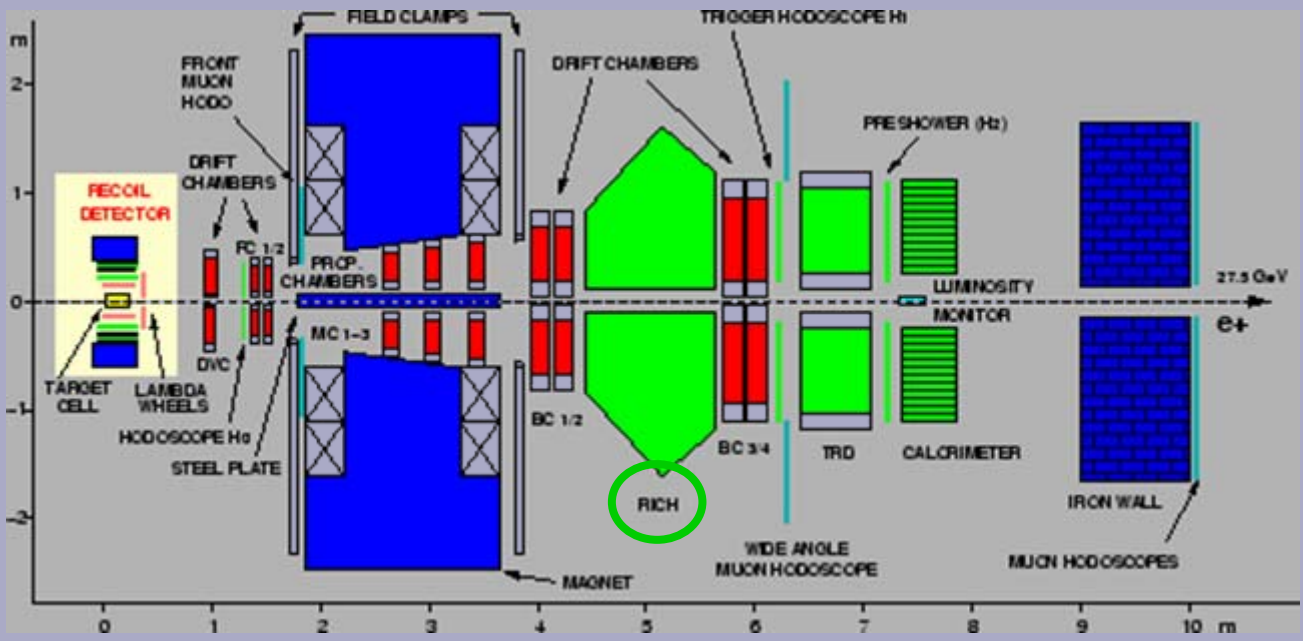 FIELD CLAMPS
TRIGGER HODOSCOPE H1
m
FRONT
MUON
HODO
DRIFT CHAMBERS
2
PRESHOWER (H2)
DRIFT
CHAMBERS
1
RECOIL
DETECTOR
FC 1/2
PROP.
CHAMBERS
27.5 GeV
0
LUMINOSITY
MONITOR
e+
MC 1-3
DVC
TARGET
CELL
LAMBDA
WHEELS
-1
BC 1/2
HODOSCOPE H0
BC 3/4
TRD
CALORIMETER
STEEL PLATE
RICH
IRON WALL
-2
WIDE ANGLE
MUON HODOSCOPE
MUON HODOSCOPES
MAGNET
0 1 2 3 4 5 6 7 8 9 10 m